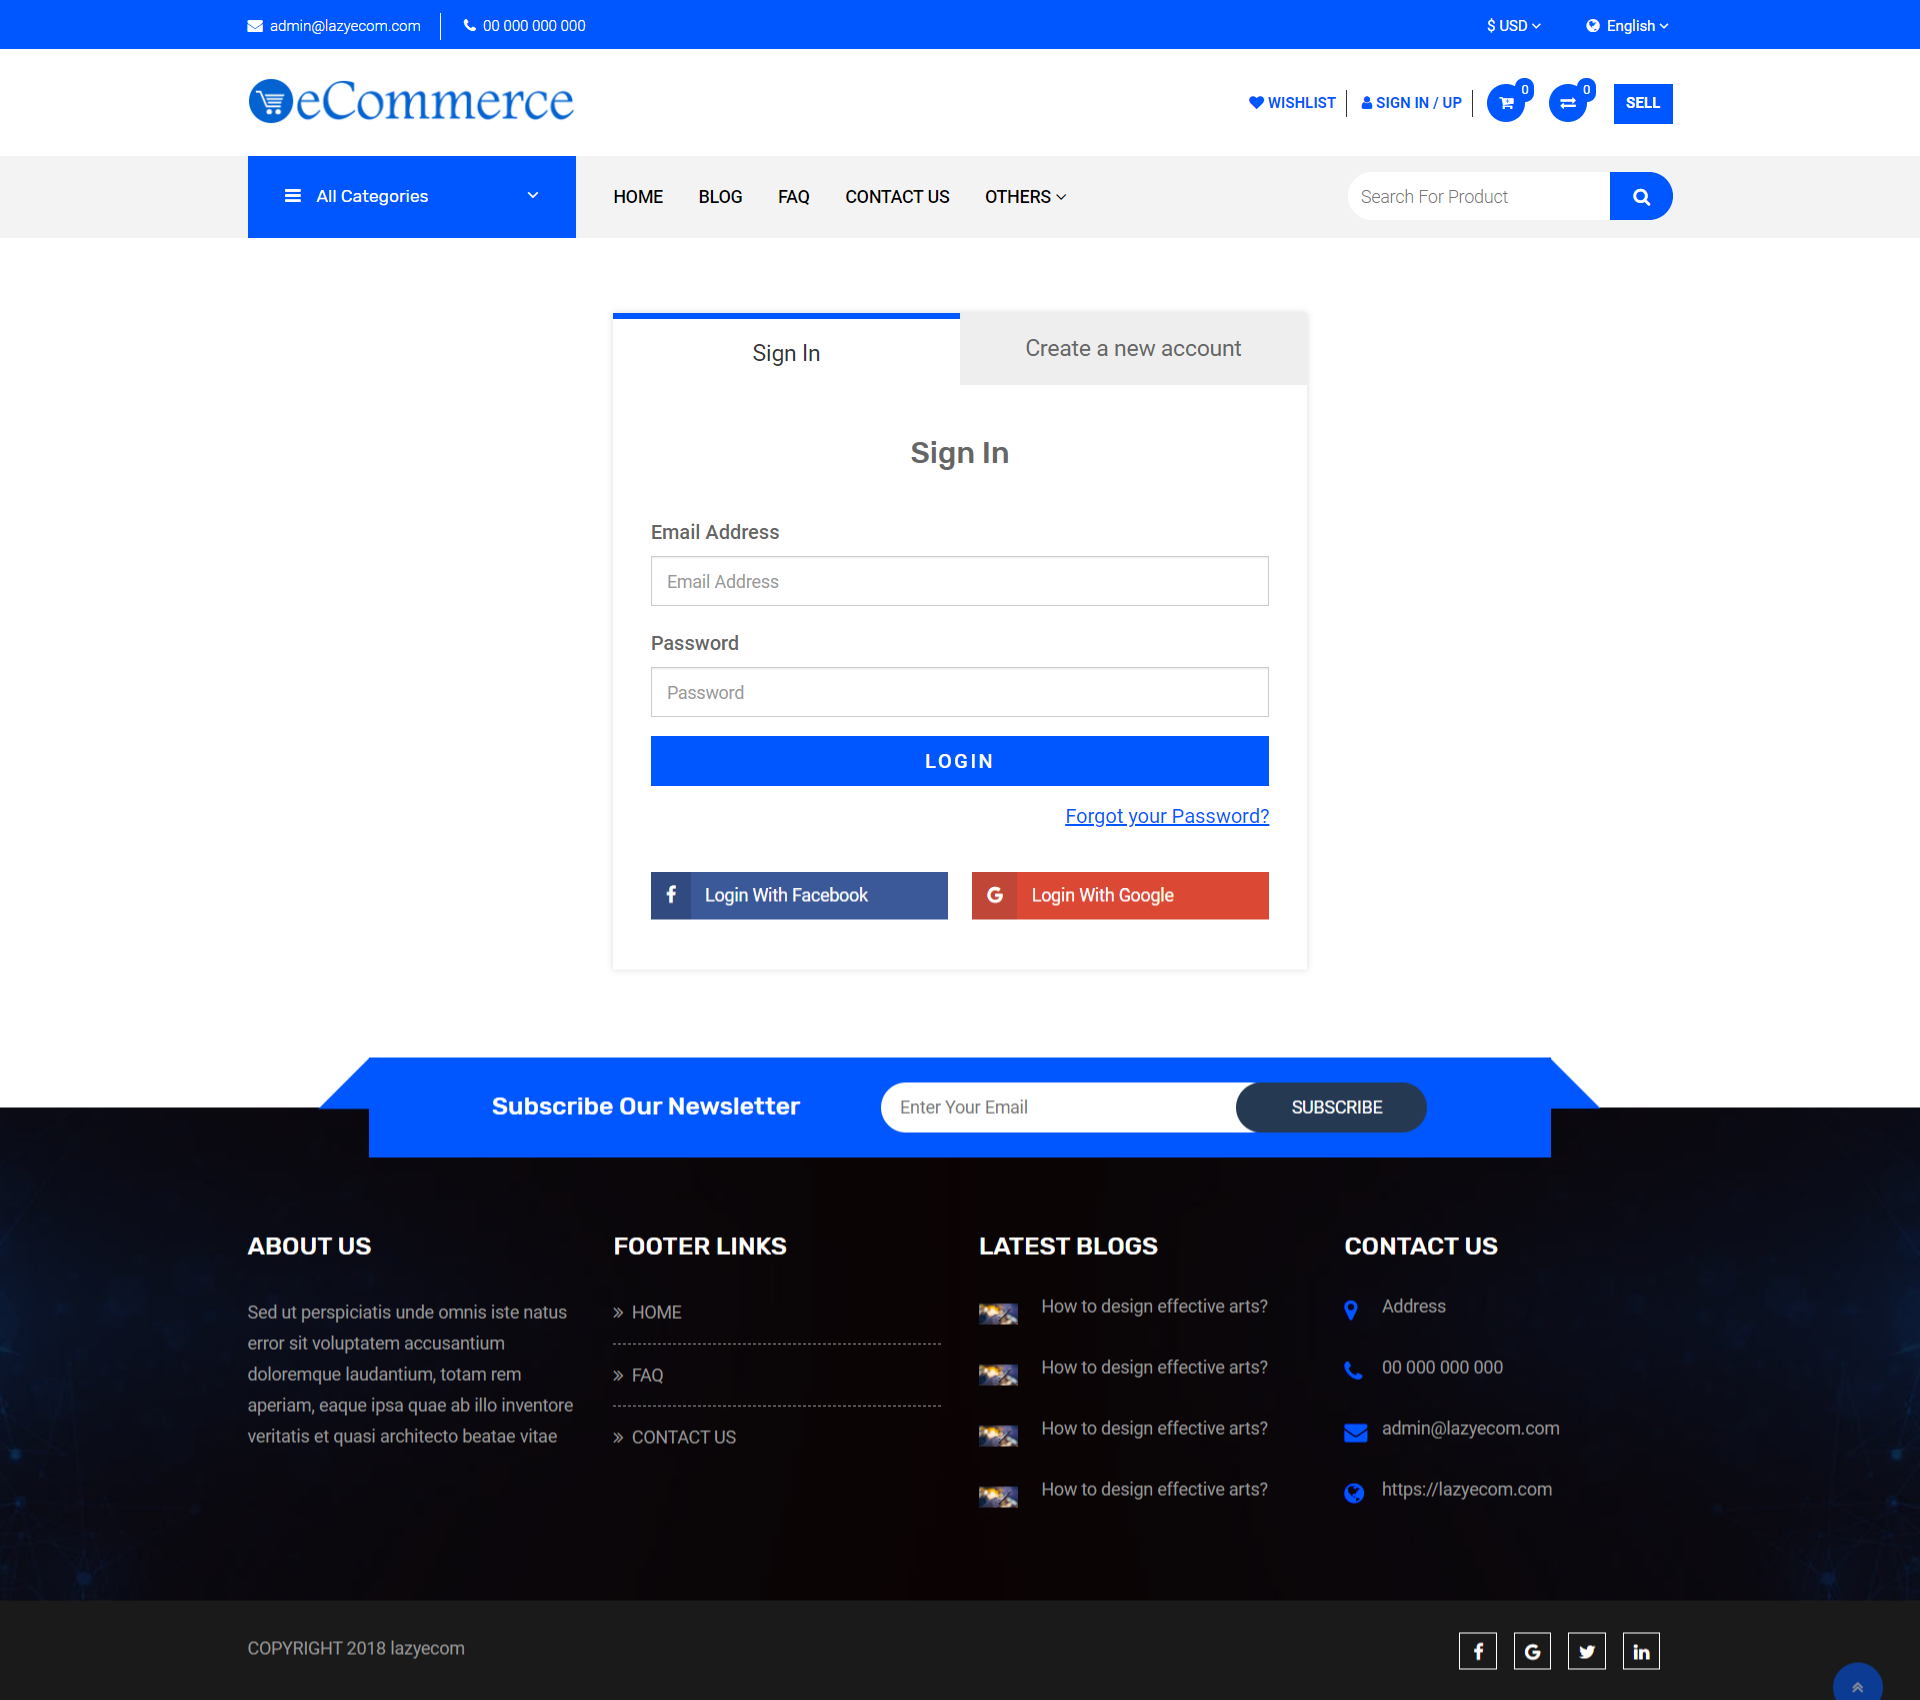 admin@lazyecom.com
00 000 000 000
$ USD
English
eCommerce
WISHLIST
SIGN IN / UP
0
0
SELL
All Categories
HOME
BLOG
FAQ
CONTACT US
OTHERS
Search For Product
Sign In
Create a new account
Sign In
Email Address
Email Address
Password
Password
LOGIN
Forgot your Password?
Login With Facebook
Login With Google
Subscribe Our Newsletter
Enter Your Email
SUBSCRIBE
ABOUT US
Sed ut perspiciatis unde omnis iste natus
error sit voluptatem accusantium
doloremque laudantium, totam rem
aperiam, eaque ipsa quae ab illo inventore
veritatis et quasi architecto beatae vitae
FOOTER LINKS
HOME
FAQ
CONTACT US
LATEST BLOGS
How to design effective arts?
How to design effective arts?
How to design effective arts?
How to design effective arts?
CONTACT US
Address
00 000 000 000
admin@lazyecom.com
https://lazyecom.com
COPYRIGHT 2018 lazyecom